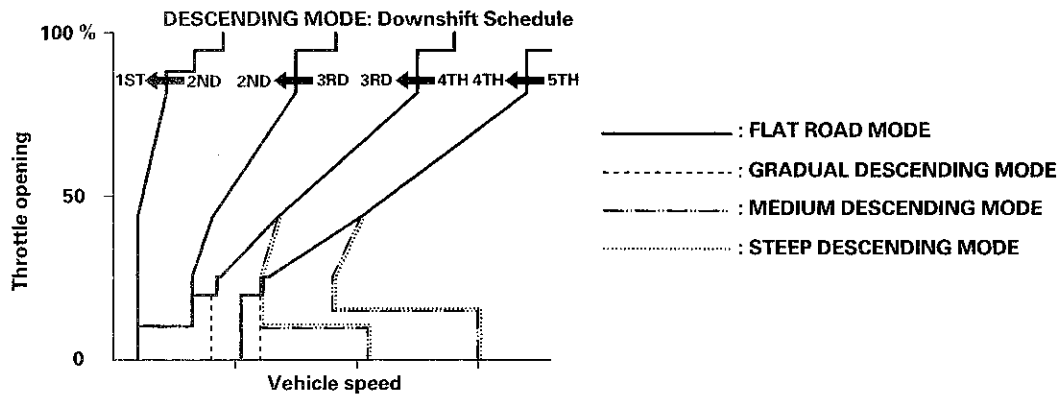 DESCENDING MODE: Downshift Schedule
100 %
1ST 2ND 2ND 3RD 3RD 4TH 4TH 5TH
Throttle opening
50
0
Vehicle speed
: FLAT ROAD MODE
: GRADUAL DESCENDING MODE
: MEDIUM DESCENDING MODE
: STEEP DESCENDING MODE